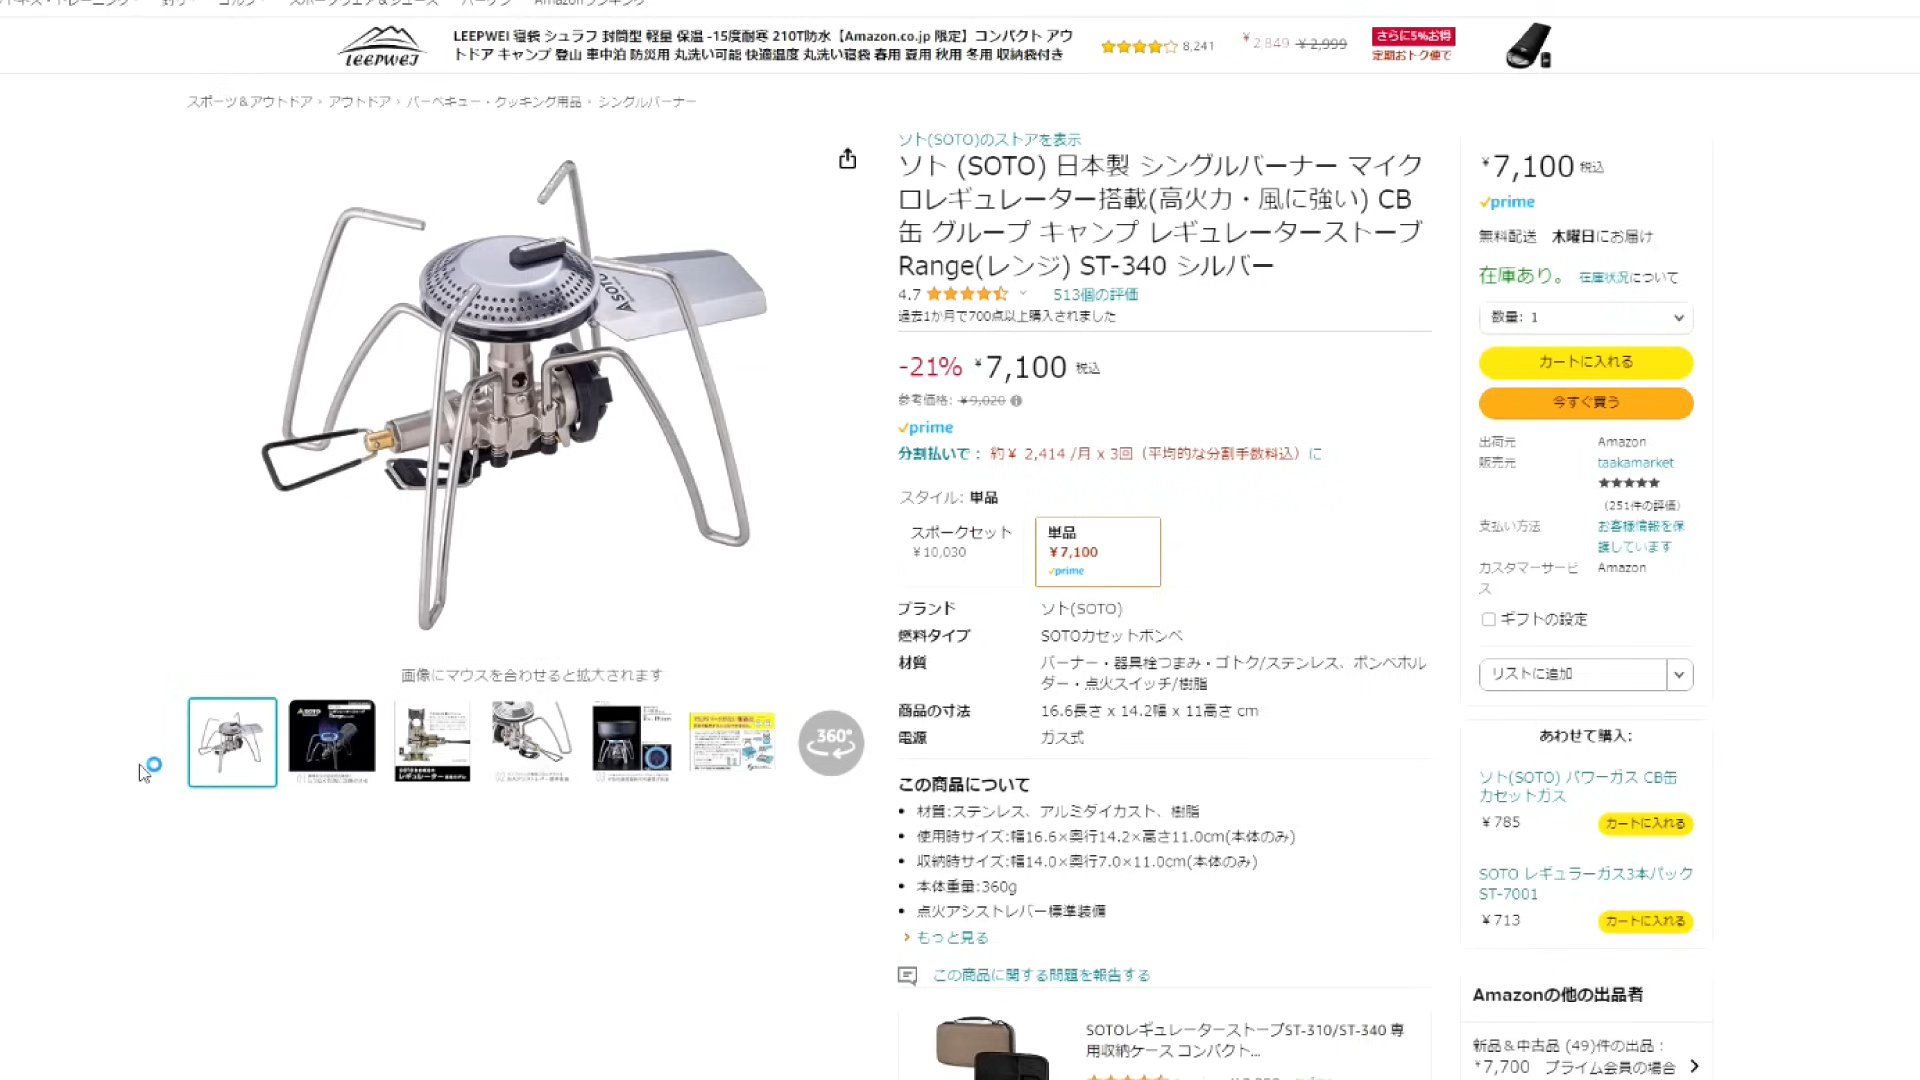 Amazonランキング
LEEPWEI
LEEPWEI 寝袋 シュラフ 封筒型 軽量 保温 -15度耐寒 210T防水【Amazon.co.jp 限定】コンパクト アウ
トドア キャンプ 登山 車中泊 防災用 丸洗い可能 快適温度 丸洗い寝袋 春用 夏用 秋用 冬用 収納袋付き
8,241
¥2,849 ¥2,999
さらに5%お得
定期おトク便で
スポーツ&アウトドア › アウトドア › バーベキュー・クッキング用品 › シングルバーナー
ソト(SOTO)のストアを表示
ソト (SOTO) 日本製 シングルバーナー マイク
ロレギュレーター搭載(高火力・風に強い) CB
缶 グループ キャンプ レギュレーターストーブ
Range(レンジ) ST-340 シルバー
4.7 513個の評価
過去1か月で700点以上購入されました
-21% ¥7,100 税込
参考価格: ¥9,020
prime
分割払いで: 約¥ 2,414 /月 x 3回 (平均的な分割手数料込) に
スタイル: 単品
スポークセット
¥10,030
単品
¥7,100
prime
ブランド ソト(SOTO)
燃料タイプ SOTOカセットボンベ
材質 バーナー・器具栓つまみ・ゴトク/ステンレス、ボンベホル
ダー・点火スイッチ/樹脂
商品の寸法 16.6長さ x 14.2幅 x 11高さ cm
電源 ガス式
この商品について
• 材質:ステンレス、アルミダイカスト、樹脂
• 使用時サイズ:幅16.6×奥行14.2×高さ11.0cm(本体のみ)
• 収納時サイズ:幅14.0×奥行7.0×11.0cm(本体のみ)
• 本体重量:360g
• 点火アシストレバー標準装備
› もっと見る
この商品に関する問題を報告する
SOTOレギュレーターストーブST-310/ST-340 専
用収納ケース コンパクト...
SOTO
画像にマウスを合わせると拡大されます
SOTO
レギュレーター
360°
¥7,100 税込
prime
無料配送 木曜日にお届け
在庫あり。 在庫状況について
数量: 1
カートに入れる
今すぐ買う
出荷元 Amazon
販売元 taakamarket
★★★★★
(251件の評価)
支払い方法 お客様情報を保
護しています
カスタマーサービ Amazon
ス
ギフトの設定
リストに追加
あわせて購入:
ソト(SOTO) パワーガス CB缶
カセットガス
¥785 カートに入れる
SOTO レギュラーガス3本パック
ST-7001
¥713 カートに入れる
Amazonの他の出品者
新品&中古品 (49)件の出品:
¥7,700 プライム会員の場合